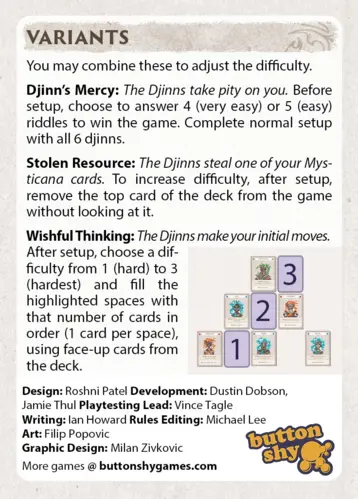 VARIANTS
You may combine these to adjust the difficulty.
Djinn's Mercy: The Djinns take pity on you. Before
setup, choose to answer 4 (very easy) or 5 (easy)
riddles to win the game. Complete normal setup
with all 6 djinns.
Stolen Resource: The Djinns steal one of your Mys-
ticana cards. To increase difficulty, after setup,
remove the top card of the deck from the game
without looking at it.
Wishful Thinking: The Djinns make your initial moves.
After setup, choose a dif-
ficulty from 1 (hard) to 3
(hardest) and fill the
highlighted spaces with
that number of cards in
order (1 card per space),
using face-up cards from
the deck.
3
2
1
Design: Roshni Patel Development: Dustin Dobson,
Jamie Thul Playtesting Lead: Vince Tagle
Writing: Ian Howard Rules Editing: Michael Lee
Art: Filip Popovic
Graphic Design: Milan Zivkovic
More games @ buttonshygames.com
button
shy